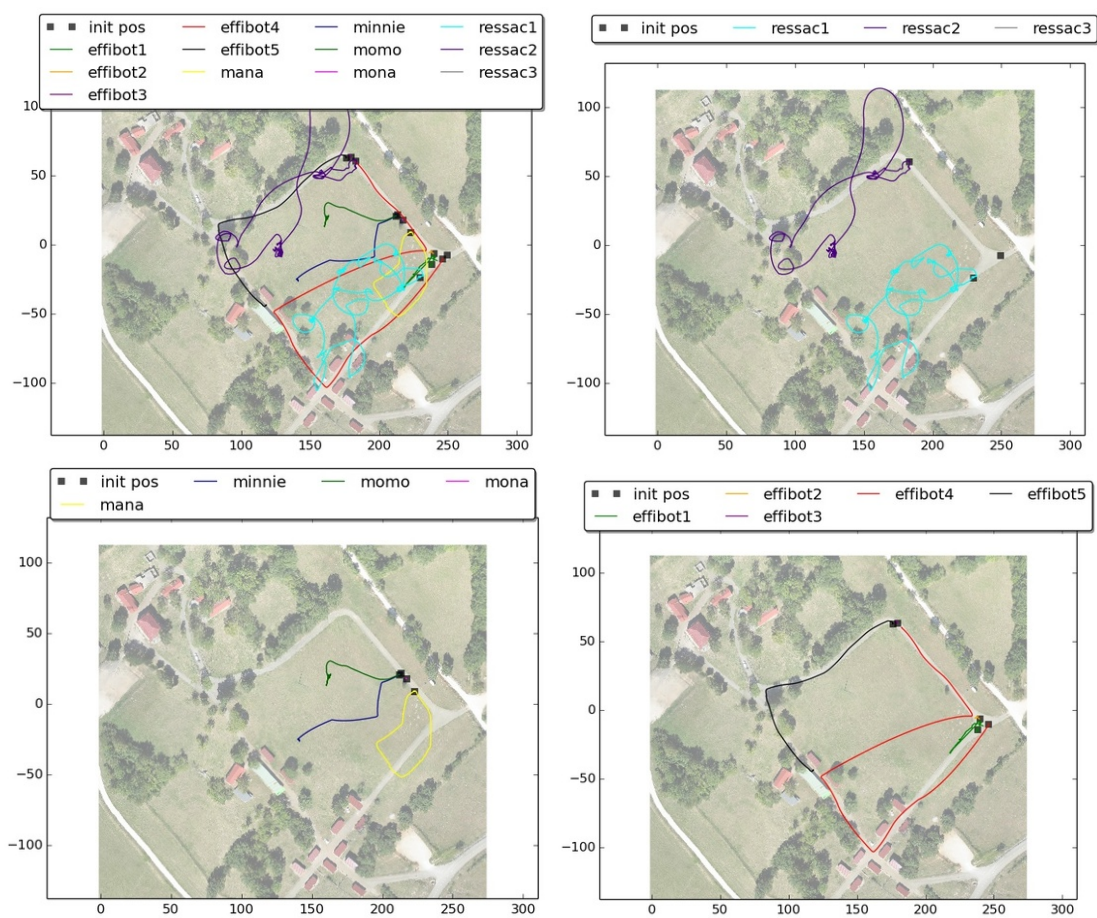 init pos effibot4 minnie ressac1
effibot1 effibot5 momo ressac2
effibot2 mana mona ressac3
effibot3
10
50
0
−50
−100
0 50 100 150 200 250 300
init pos ressac1 ressac2 ressac3
100
50
0
−50
−100
0 50 100 150 200 250 300
init pos minnie momo mona
mana
100
50
0
−50
−100
0 50 100 150 200 250 300
init pos effibot2 effibot4 effibot5
effibot1 effibot3
100
50
0
−50
−100
0 50 100 150 200 250 300